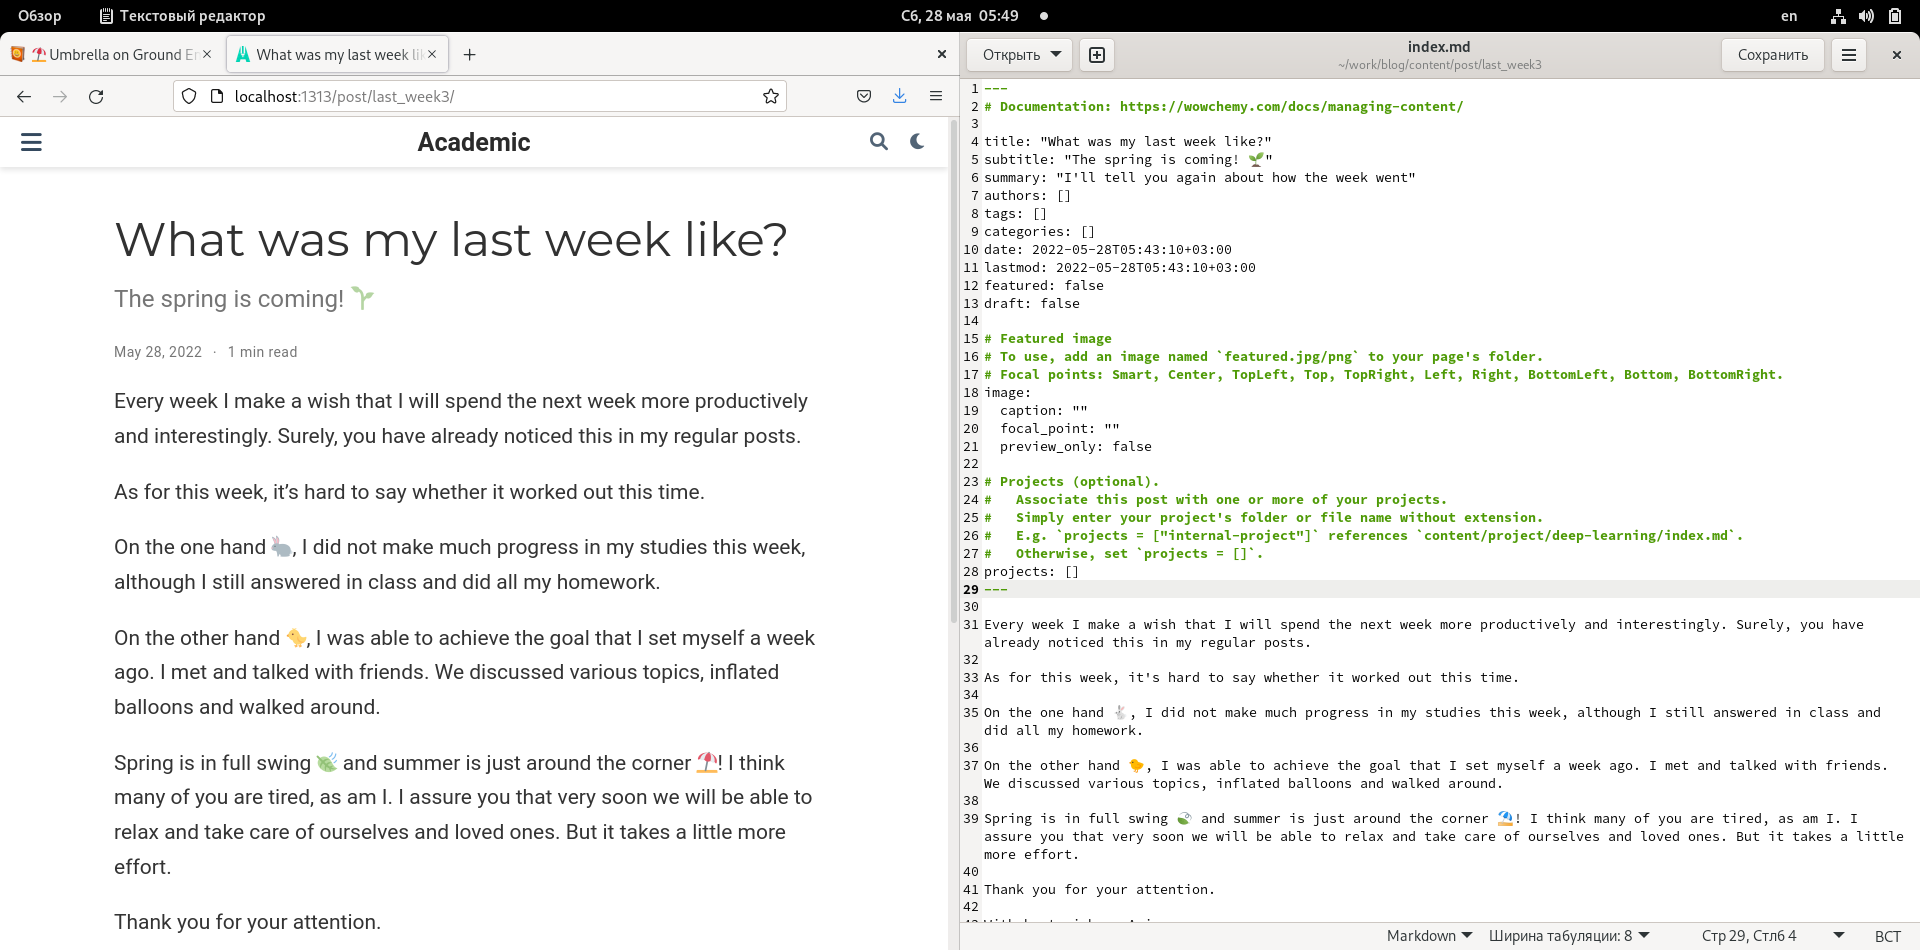 Обзор Текстовый редактор Сб, 28 мая 05:49 en
⛱️Umbrella on Ground E
What was my last week li
localhost:1313/post/last_week3/
Academic
What was my last week like?
The spring is coming! 🌱
May 28, 2022 · 1 min read
Every week I make a wish that I will spend the next week more productively
and interestingly. Surely, you have already noticed this in my regular posts.
As for this week, it’s hard to say whether it worked out this time.
On the one hand 🐇, I did not make much progress in my studies this week,
although I still answered in class and did all my homework.
On the other hand 🐤, I was able to achieve the goal that I set myself a week
ago. I met and talked with friends. We discussed various topics, inflated
balloons and walked around.
Spring is in full swing 🍃 and summer is just around the corner ⛱️! I think
many of you are tired, as am I. I assure you that very soon we will be able to
relax and take care of ourselves and loved ones. But it takes a little more
effort.
Thank you for your attention.
Открыть
index.md
~/work/blog/content/post/last_week3
Сохранить
1 ---
2 # Documentation: https://wowchemy.com/docs/managing-content/
3
4 title: "What was my last week like?"
5 subtitle: "The spring is coming! 🌱"
6 summary: "I'll tell you again about how the week went"
7 authors: []
8 tags: []
9 categories: []
10 date: 2022-05-28T05:43:10+03:00
11 lastmod: 2022-05-28T05:43:10+03:00
12 featured: false
13 draft: false
14
15 # Featured image
16 # To use, add an image named `featured.jpg/png` to your page's folder.
17 # Focal points: Smart, Center, TopLeft, Top, TopRight, Left, Right, BottomLeft, Bottom, BottomRight.
18 image:
19   caption: ""
20   focal_point: ""
21   preview_only: false
22
23 # Projects (optional).
24 #   Associate this post with one or more of your projects.
25 #   Simply enter your project's folder or file name without extension.
26 #   E.g. `projects = ["internal-project"]` references `content/project/deep-learning/index.md`.
27 #   Otherwise, set `projects = []`.
28 projects: []
29 ---
30
31 Every week I make a wish that I will spend the next week more productively and interestingly. Surely, you have
already noticed this in my regular posts.
32
33 As for this week, it's hard to say whether it worked out this time.
34
35 On the one hand 🐇, I did not make much progress in my studies this week, although I still answered in class and
did all my homework.
36
37 On the other hand 🐤, I was able to achieve the goal that I set myself a week ago. I met and talked with friends.
We discussed various topics, inflated balloons and walked around.
38
39 Spring is in full swing 🍃 and summer is just around the corner ⛱️! I think many of you are tired, as am I. I
assure you that very soon we will be able to relax and take care of ourselves and loved ones. But it takes a little
more effort.
40
41 Thank you for your attention.
42
Markdown Ширина табуляции: 8 Стр 29, Стлб 4 ВСТ